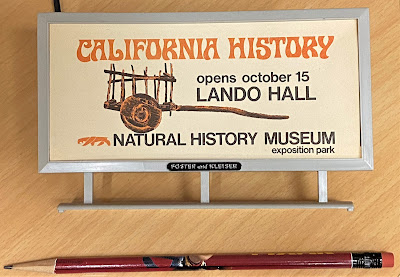 CALIFORNIA HISTORY
opens october 15
LANDO HALL
NATURAL HISTORY MUSEUM
exposition park
FOSTER and KLEISER